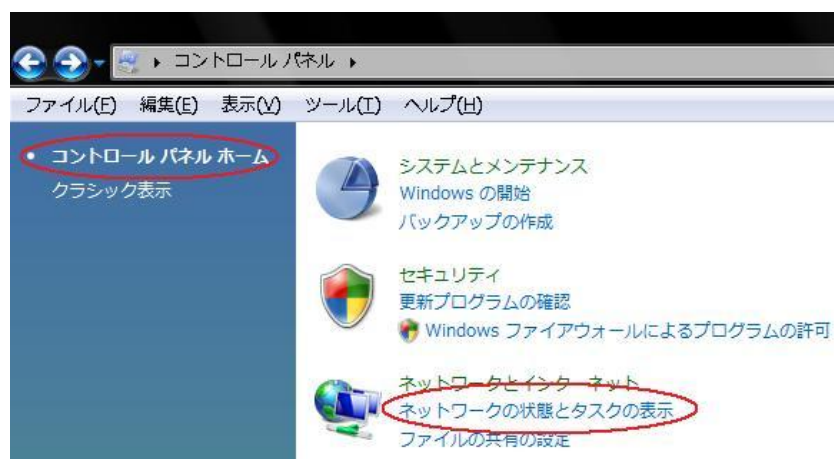 コントロール パネル
ファイル(F) 編集(E) 表示(V) ツール(T) ヘルプ(H)
コントロール パネル ホーム
クラシック表示
システムとメンテナンス
Windows の開始
バックアップの作成
セキュリティ
更新プログラムの確認
Windows ファイアウォールによるプログラムの許可
ネットワークとインターネット
ネットワークの状態とタスクの表示
ファイルの共有の設定